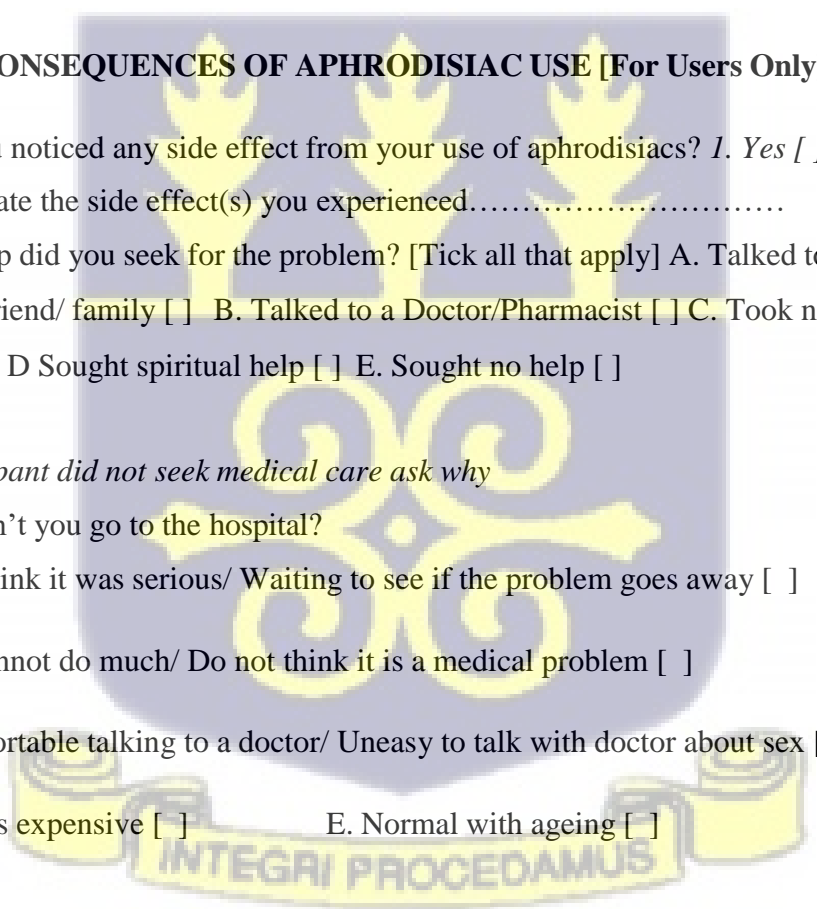 ONSEQUENCES OF APHRODISIAC USE [For Users Only
noticed any side effect from your use of aphrodisiacs? 1. Yes [ ]
ate the side effect(s) you experienced…………………………
p did you seek for the problem? [Tick all that apply] A. Talked to
riend/ family [ ] B. Talked to a Doctor/Pharmacist [ ] C. Took n
D Sought spiritual help [ ] E. Sought no help [ ]
pant did not seek medical care ask why
n’t you go to the hospital?
ink it was serious/ Waiting to see if the problem goes away [ ]
nnot do much/ Do not think it is a medical problem [ ]
ortable talking to a doctor/ Uneasy to talk with doctor about sex [
s expensive [ ] E. Normal with ageing [ ]
INTEGRI PROCEDAMUS